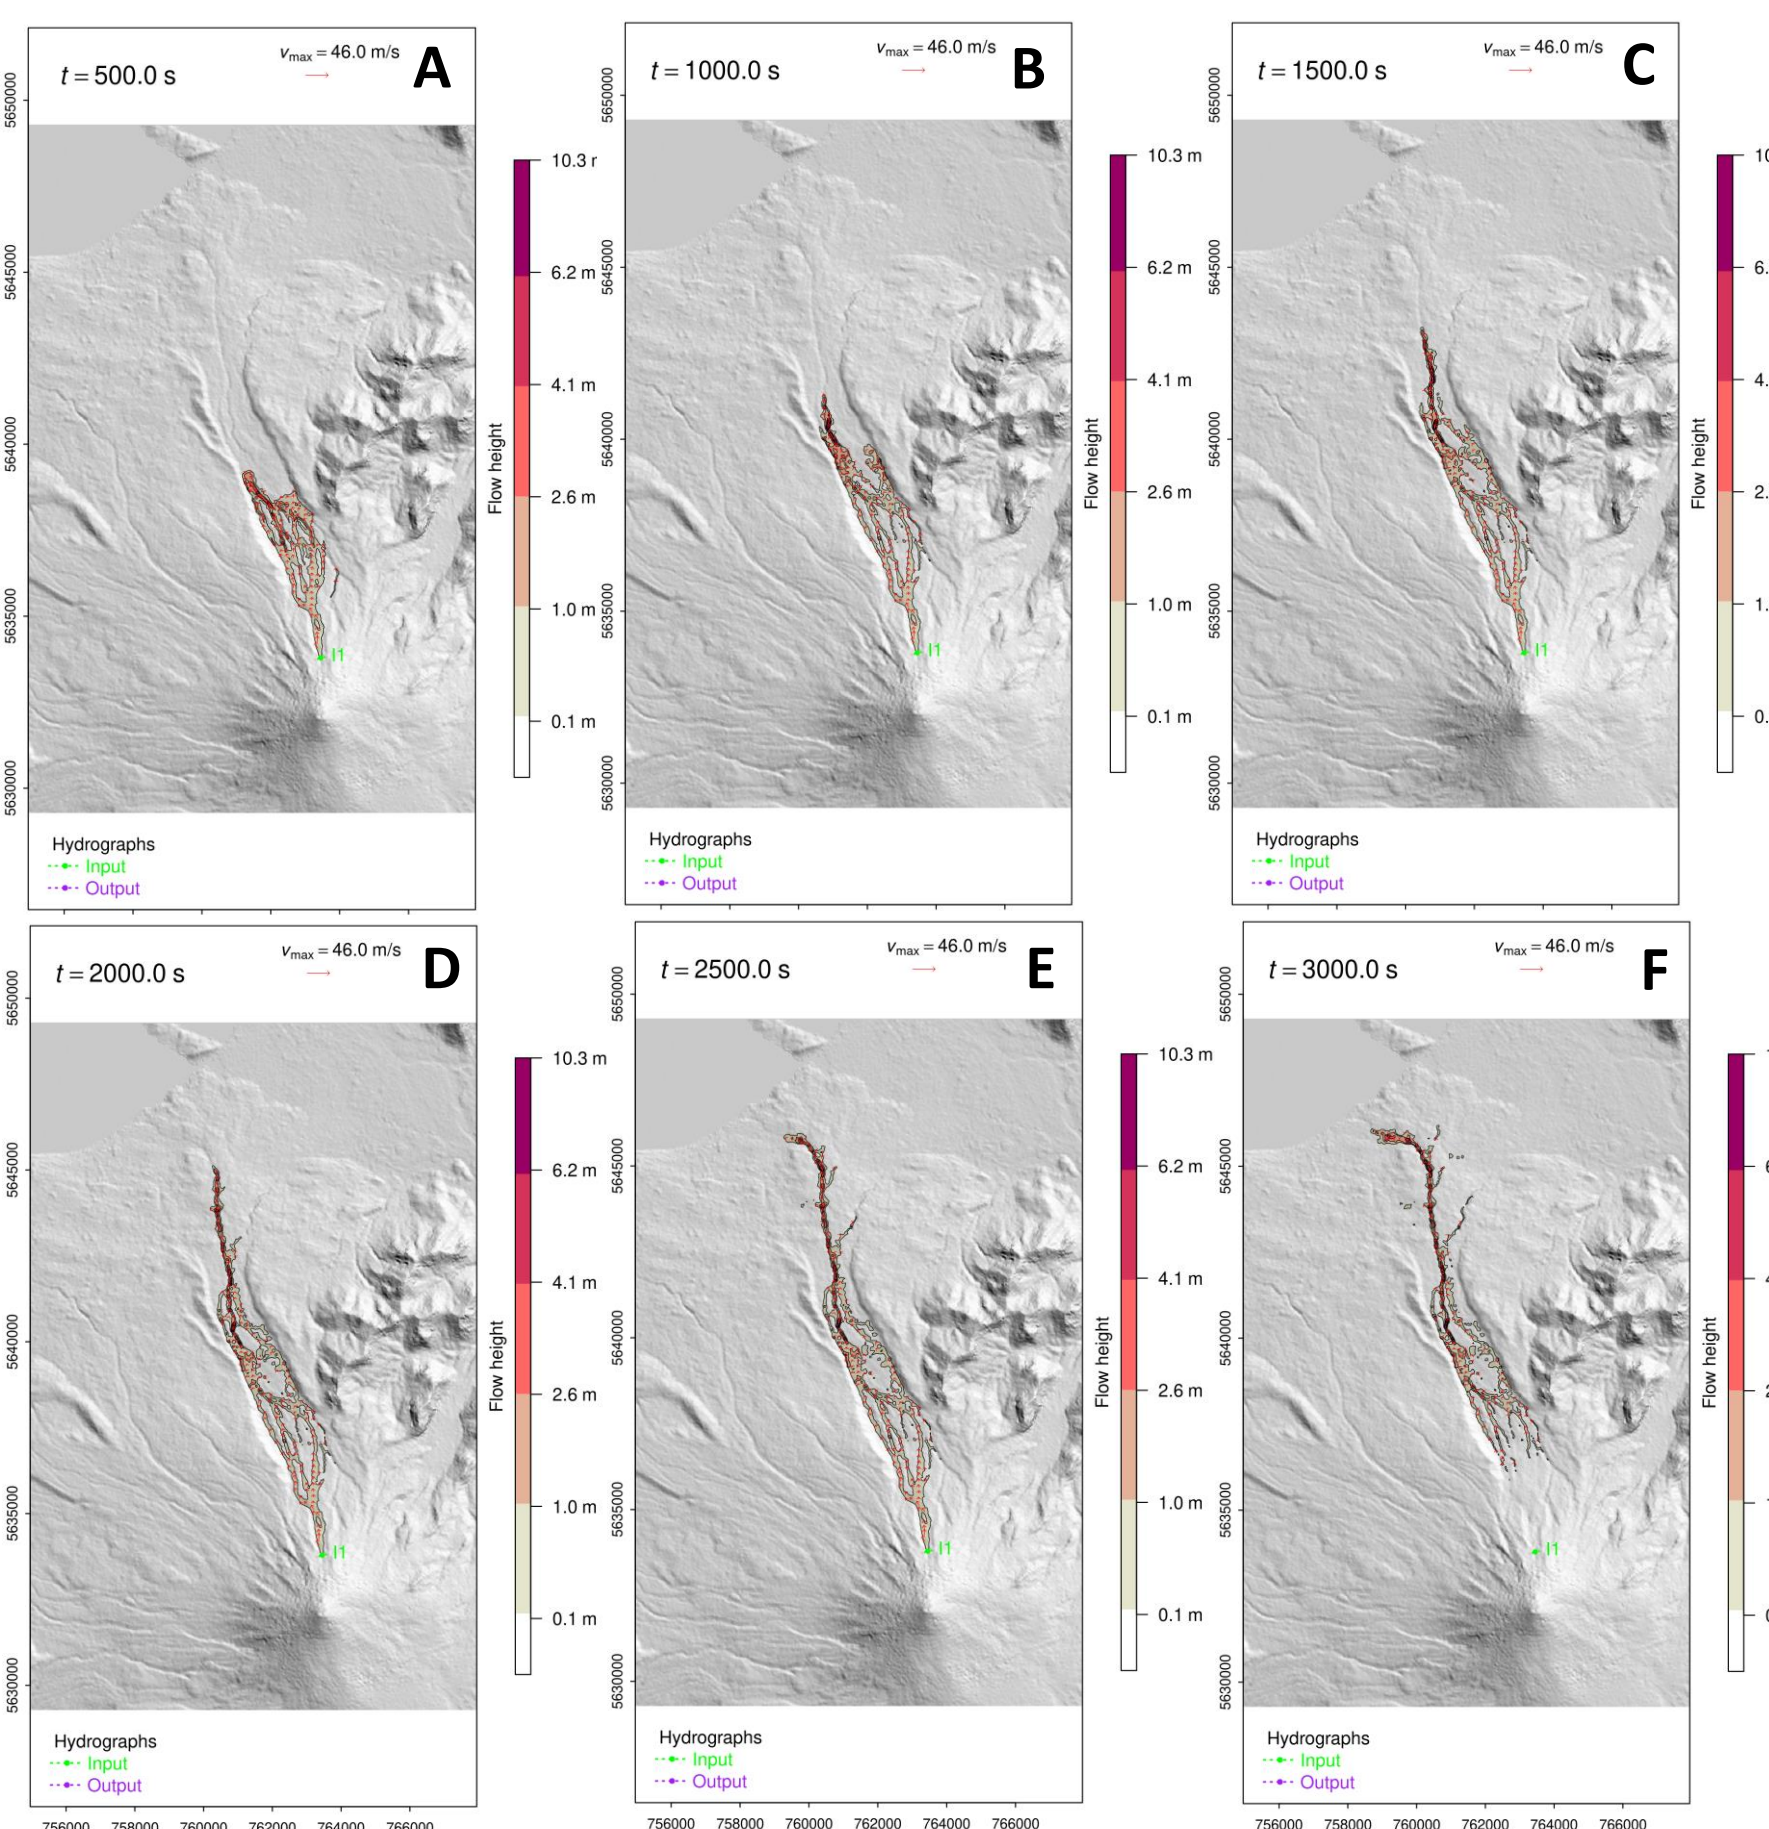 t = 500.0 s
vmax = 46.0 m/s
A
5650000
5645000
5640000
5635000
5630000
I1
10.3 r
6.2 m
4.1 m
2.6 m
1.0 m
0.1 m
Flow height
Hydrographs
Input
Output
t = 1000.0 s
vmax = 46.0 m/s
B
5650000
5645000
5640000
5635000
5630000
I1
10.3 m
6.2 m
4.1 m
2.6 m
1.0 m
0.1 m
Flow height
Hydrographs
Input
Output
t = 1500.0 s
vmax = 46.0 m/s
C
5650000
5645000
5640000
5635000
5630000
I1
10
6.
4.
2.
1.
0.
Flow height
Hydrographs
Input
Output
t = 2000.0 s
vmax = 46.0 m/s
D
5650000
5645000
5640000
5635000
5630000
I1
10.3 m
6.2 m
4.1 m
2.6 m
1.0 m
0.1 m
Flow height
Hydrographs
Input
Output
756000 758000 760000 762000 764000 766000
t = 2500.0 s
vmax = 46.0 m/s
E
5650000
5645000
5640000
5635000
5630000
I1
10.3 m
6.2 m
4.1 m
2.6 m
1.0 m
0.1 m
Flow height
Hydrographs
Input
Output
756000 758000 760000 762000 764000 766000
t = 3000.0 s
vmax = 46.0 m/s
F
5650000
5645000
5640000
5635000
5630000
I1
Flow height
Hydrographs
Input
Output
756000 758000 760000 762000 764000 766000